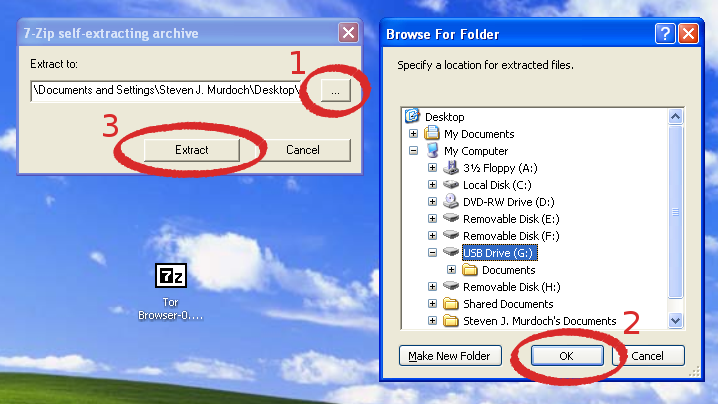 7-Zip self-extracting archive
Extract to:
\Documents and Settings\Steven J. Murdoch\Desktop\
...
Extract
Cancel
1
3
7z
Tor
Browser-0....
Browse For Folder
Specify a location for extracted files.
Desktop
My Documents
My Computer
3½ Floppy (A:)
Local Disk (C:)
DVD-RW Drive (D:)
Removable Disk (E:)
Removable Disk (F:)
USB Drive (G:)
Documents
Removable Disk (H:)
Shared Documents
Steven J. Murdoch's Documents
2
Make New Folder
OK
Cancel